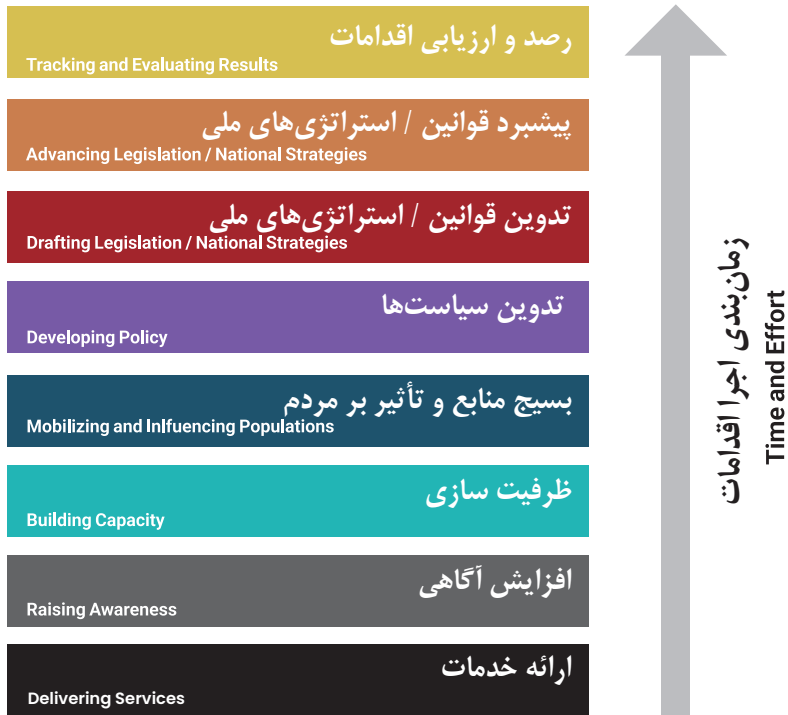 رصد و ارزیابی اقدامات
Tracking and Evaluating Results
پیشبرد قوانین / استراتژی‌های ملی
Advancing Legislation / National Strategies
تدوین قوانین / استراتژی‌های ملی
Drafting Legislation / National Strategies
تدوین سیاست‌ها
Developing Policy
بسیج منابع و تأثیر بر مردم
Mobilizing and Inlfuencing Populations
ظرفیت سازی
Building Capacity
افزایش آگاهی
Raising Awareness
ارائه خدمات
Delivering Services
زمان‌بندی اجرا اقدامات
Time and Effort